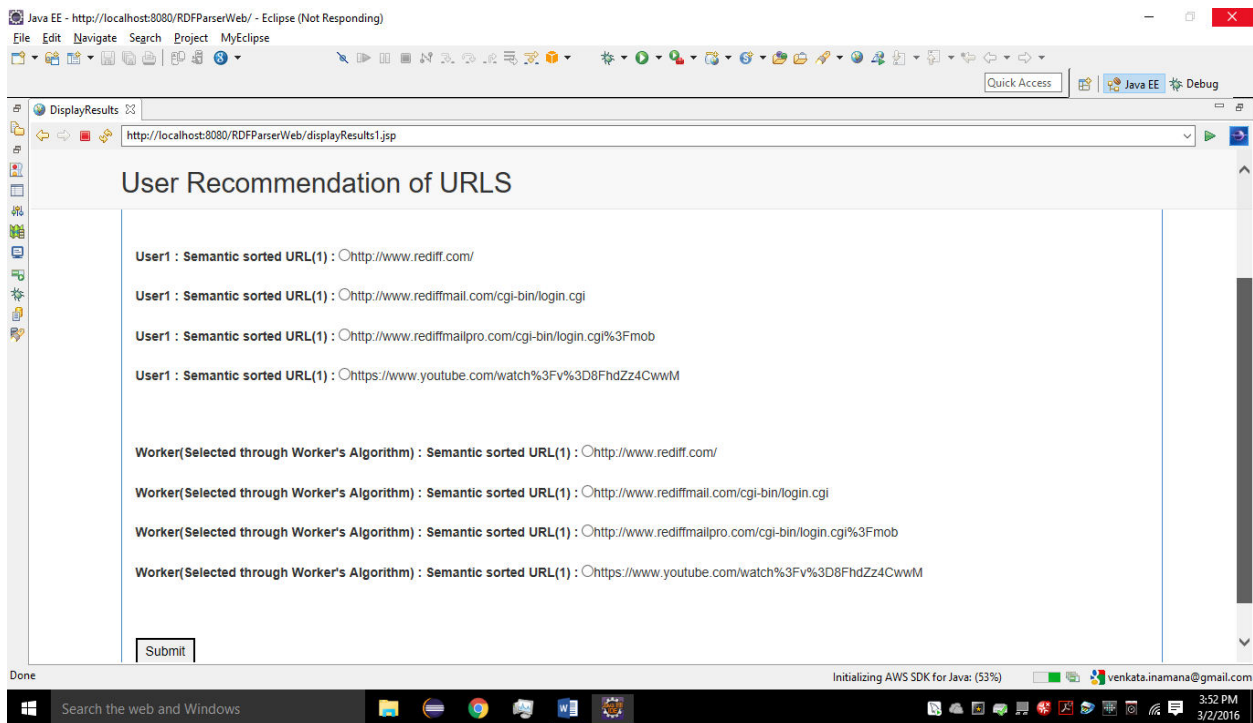 Java EE - http://localhost:8080/RDFParserWeb/ - Eclipse (Not Responding)
File Edit Navigate Search Project MyEclipse
Quick Access Java EE Debug
DisplayResults
http://localhost:8080/RDFParserWeb/displayResults1.jsp
User Recommendation of URLS
User1 : Semantic sorted URL(1) : http://www.rediff.com/
User1 : Semantic sorted URL(1) : http://www.rediffmail.com/cgi-bin/login.cgi
User1 : Semantic sorted URL(1) : http://www.rediffmailpro.com/cgi-bin/login.cgi%3Fmob
User1 : Semantic sorted URL(1) : https://www.youtube.com/watch%3Fv%3D8FhdZz4CwwM
Worker(Selected through Worker's Algorithm) : Semantic sorted URL(1) : http://www.rediff.com/
Worker(Selected through Worker's Algorithm) : Semantic sorted URL(1) : http://www.rediffmail.com/cgi-bin/login.cgi
Worker(Selected through Worker's Algorithm) : Semantic sorted URL(1) : http://www.rediffmailpro.com/cgi-bin/login.cgi%3Fmob
Worker(Selected through Worker's Algorithm) : Semantic sorted URL(1) : https://www.youtube.com/watch%3Fv%3D8FhdZz4CwwM
Submit
Done Initializing AWS SDK for Java: (53%) venkata.inamana@gmail.com
Search the web and Windows 3:52 PM
3/2/2016